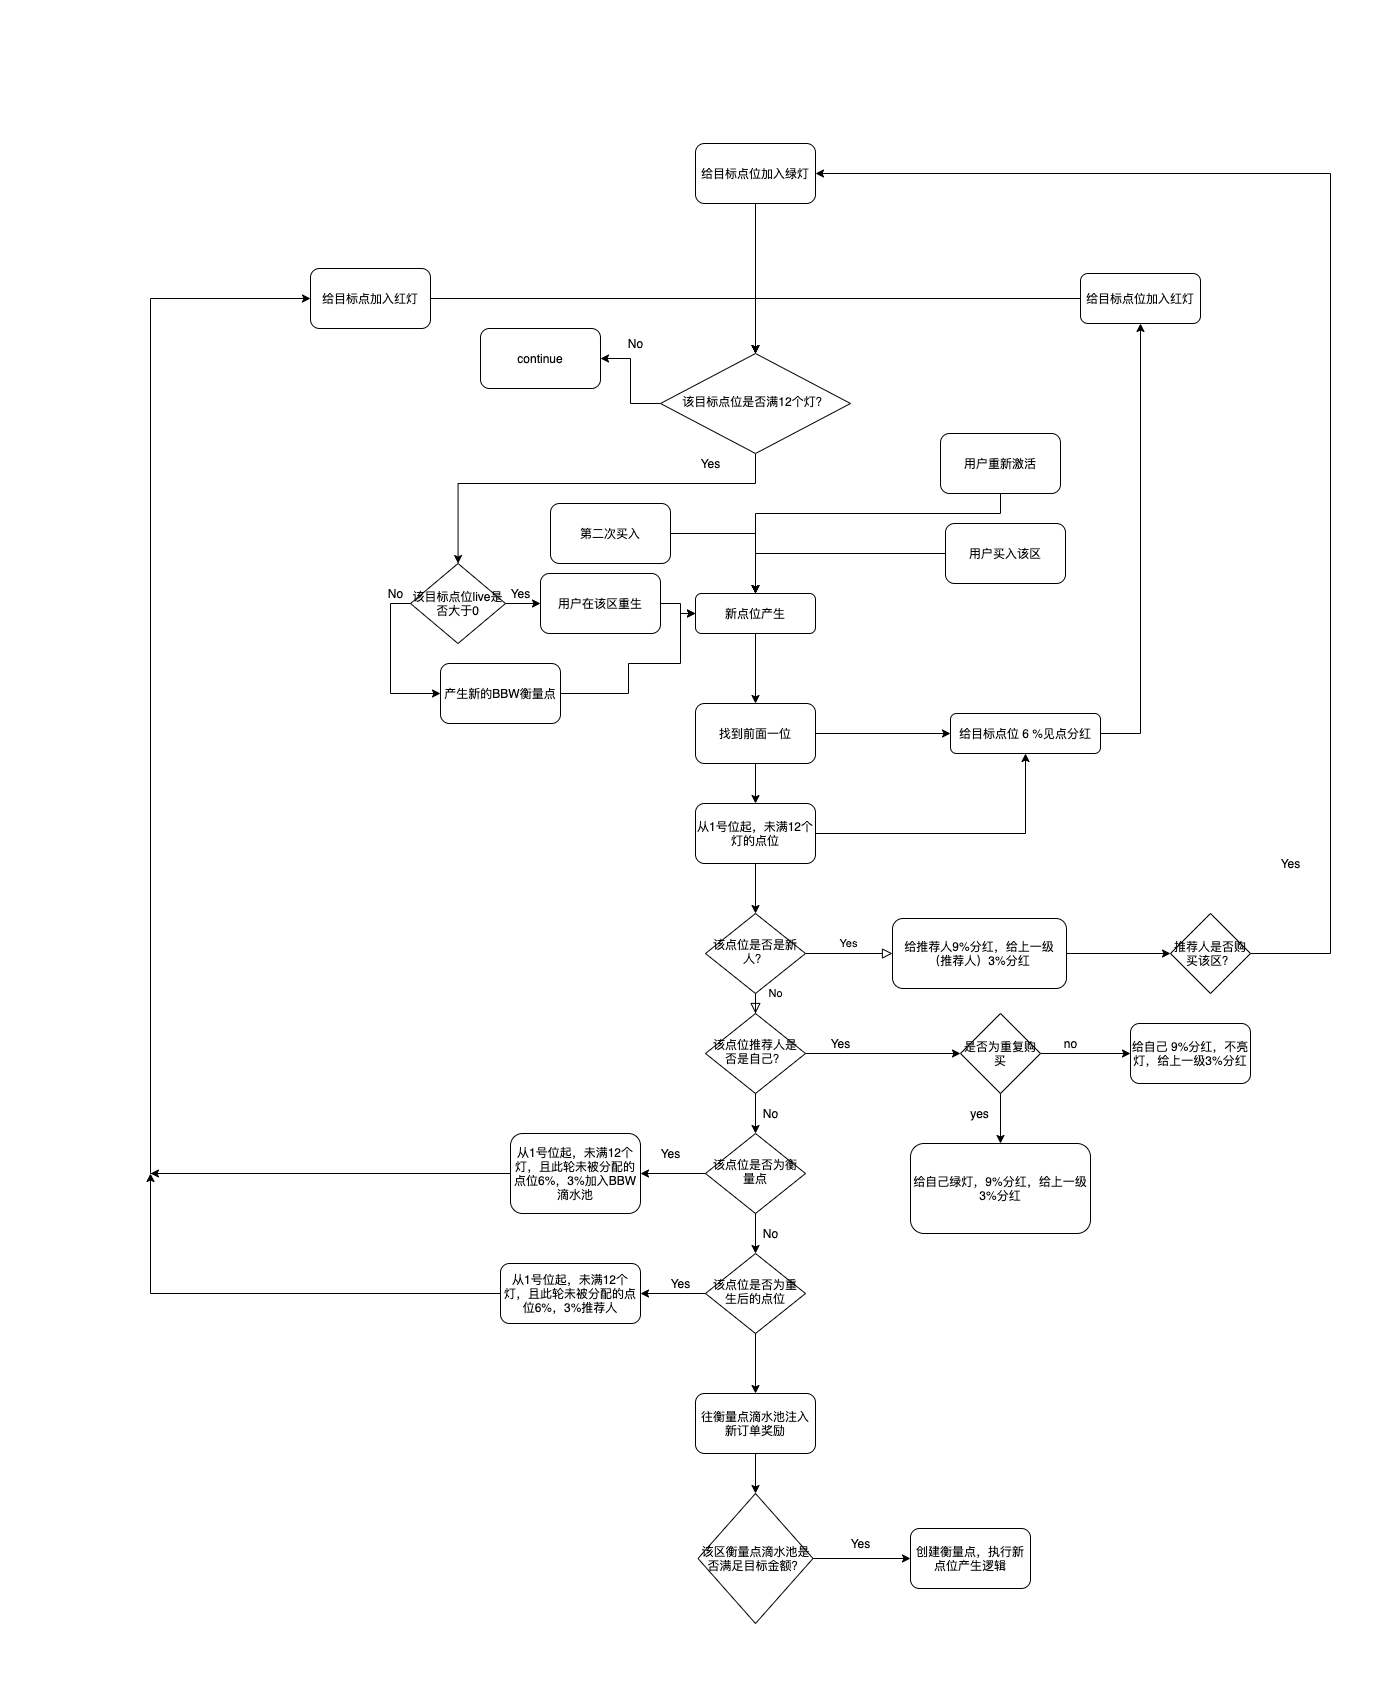 给目标点位加入绿灯
给目标点加入红灯
给目标点位加入红灯
No
continue
该目标点位是否满12个灯?
Yes
用户重新激活
第二次买入
用户买入该区
No
该目标点位live是
否大于0
Yes
用户在该区重生
新点位产生
产生新的BBW衡量点
找到前面一位
给目标点位 6 %见点分红
从1号位起，未满12个
灯的点位
Yes
该点位是否是新
人?
Yes
给推荐人9%分红，给上一级
（推荐人）3%分红
推荐人是否购
买该区?
No
该点位推荐人是
否是自己?
Yes
是否为重复购
买
no
给自己 9%分红，不亮
灯，给上一级3%分红
No
yes
从1号位起，未满12个
灯，且此轮未被分配的
点位6%，3%加入BBW
滴水池
Yes
该点位是否为衡
量点
给自己绿灯，9%分红，给上一级
3%分红
No
从1号位起，未满12个
灯，且此轮未被分配的点
位6%，3%推荐人
Yes
该点位是否为重
生后的点位
往衡量点滴水池注入
新订单奖励
该区衡量点滴水池是
否满足目标金额?
Yes
创建衡量点，执行新
点位产生逻辑